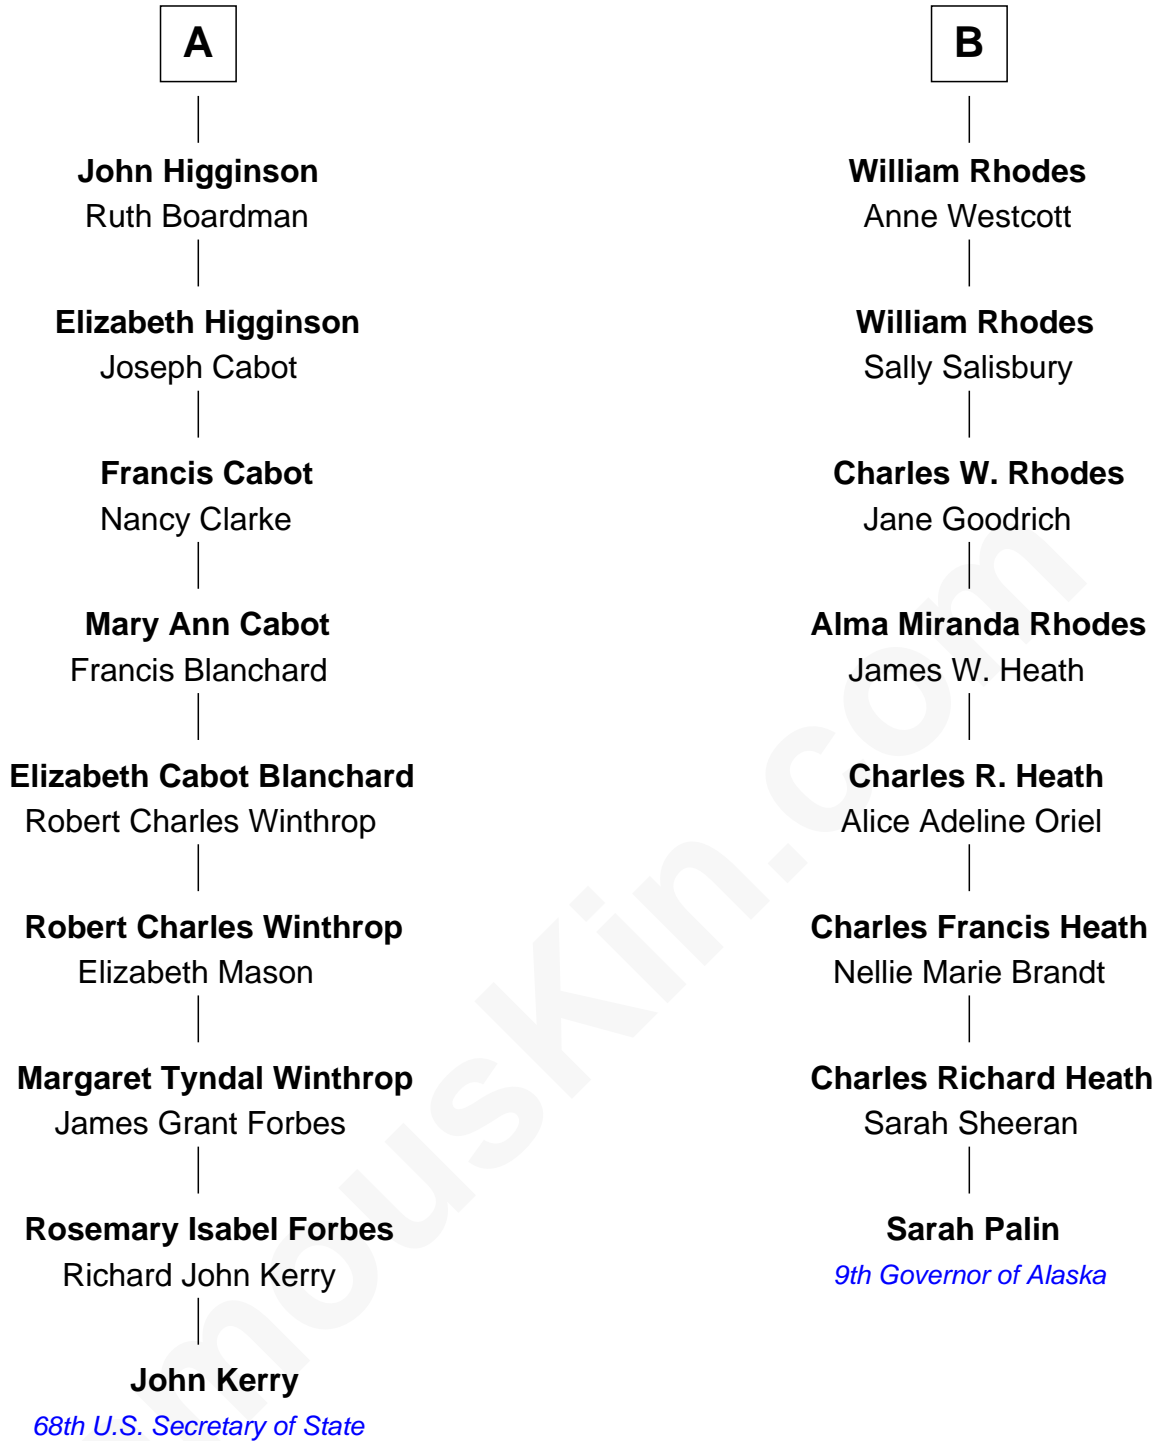 A
John Higginson
Ruth Boardman
Elizabeth Higginson
Joseph Cabot
Francis Cabot
Nancy Clarke
Mary Ann Cabot
Francis Blanchard
Elizabeth Cabot Blanchard
Robert Charles Winthrop
Robert Charles Winthrop
Elizabeth Mason
Margaret Tyndal Winthrop
James Grant Forbes
Rosemary Isabel Forbes
Richard John Kerry
John Kerry
68th U.S. Secretary of State
B
William Rhodes
Anne Westcott
William Rhodes
Sally Salisbury
Charles W. Rhodes
Jane Goodrich
Alma Miranda Rhodes
James W. Heath
Charles R. Heath
Alice Adeline Oriel
Charles Francis Heath
Nellie Marie Brandt
Charles Richard Heath
Sarah Sheeran
Sarah Palin
9th Governor of Alaska
mouskin.com